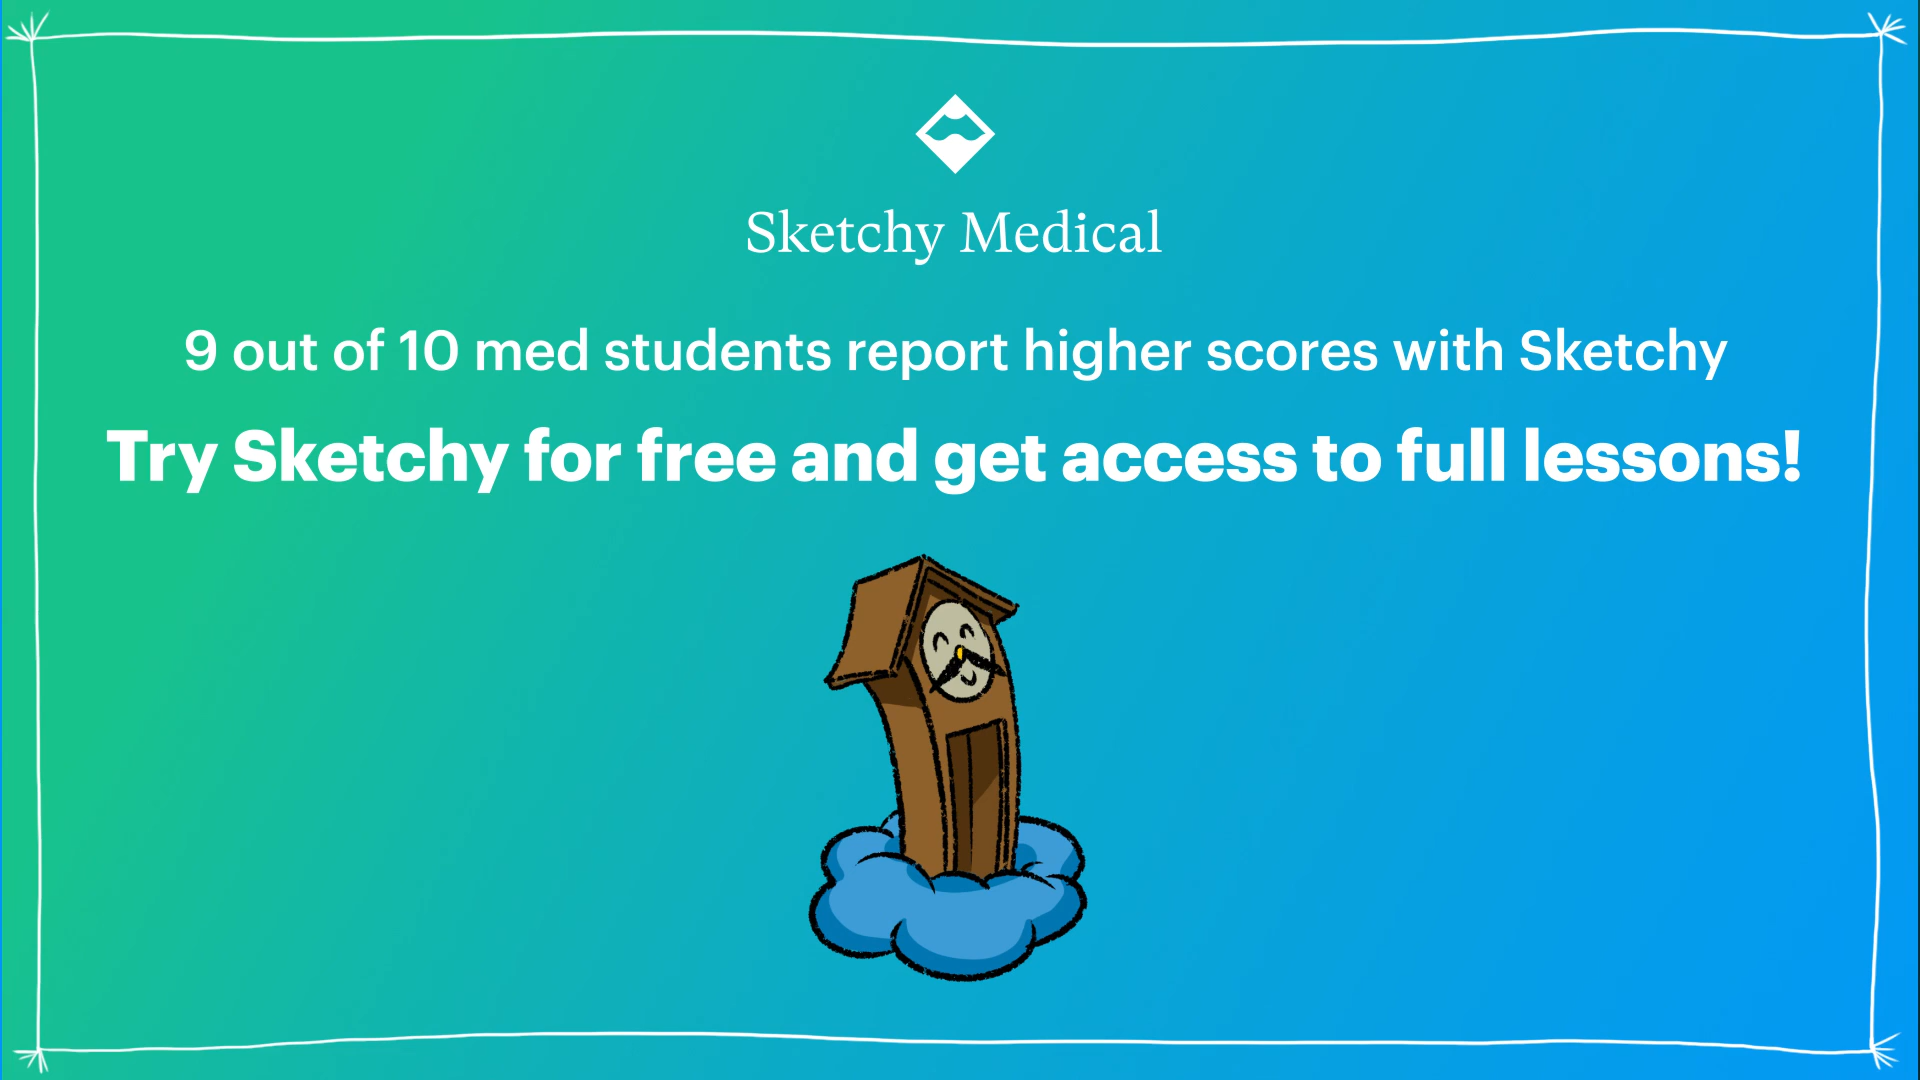 Sketchy Medical
9 out of 10 med students report higher scores with Sketchy
Try Sketchy for free and get access to full lessons!